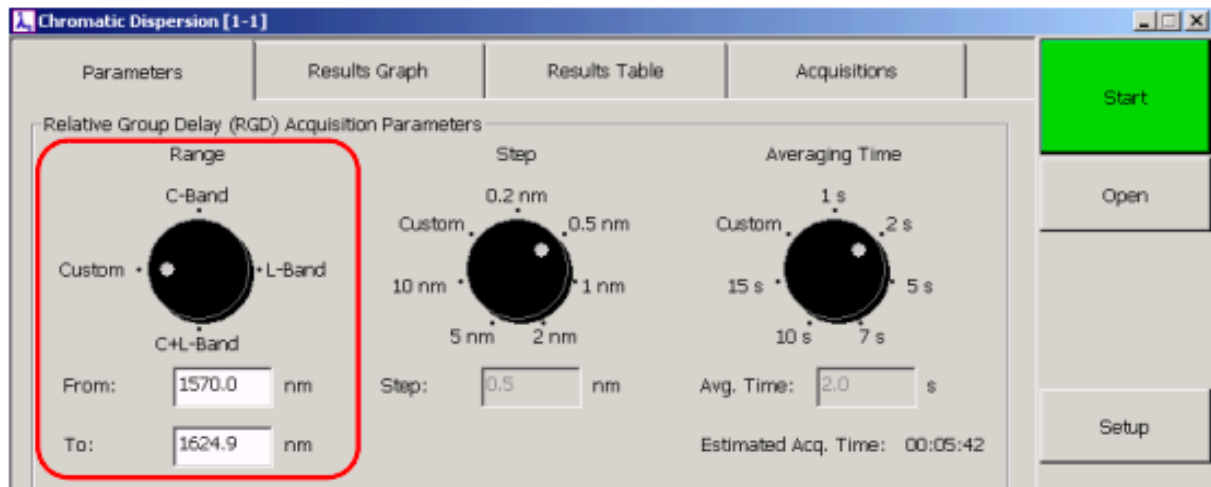 Chromatic Dispersion [1-1]
Parameters
Results Graph
Results Table
Acquisitions
Start
Open
Setup
Relative Group Delay (RGD) Acquisition Parameters
Range
C-Band
Custom
L-Band
C+L-Band
From: 1570.0 nm
To: 1624.9 nm
Step
0.2 nm
Custom
0.5 nm
10 nm
1 nm
5 nm
2 nm
Step: 0.5 nm
Averaging Time
1 s
Custom
2 s
15 s
5 s
10 s
7 s
Avg. Time: 2.0 s
Estimated Acq. Time: 00:05:42